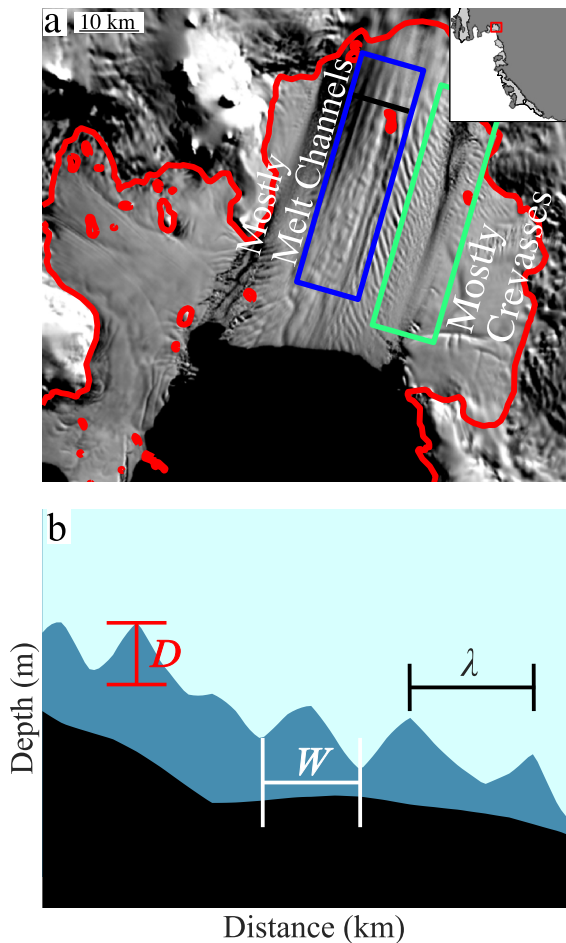 a
10 km
Mostly
Melt Channels
Mostly
Crevasses
b
Depth (m)
D
W
λ
Distance (km)